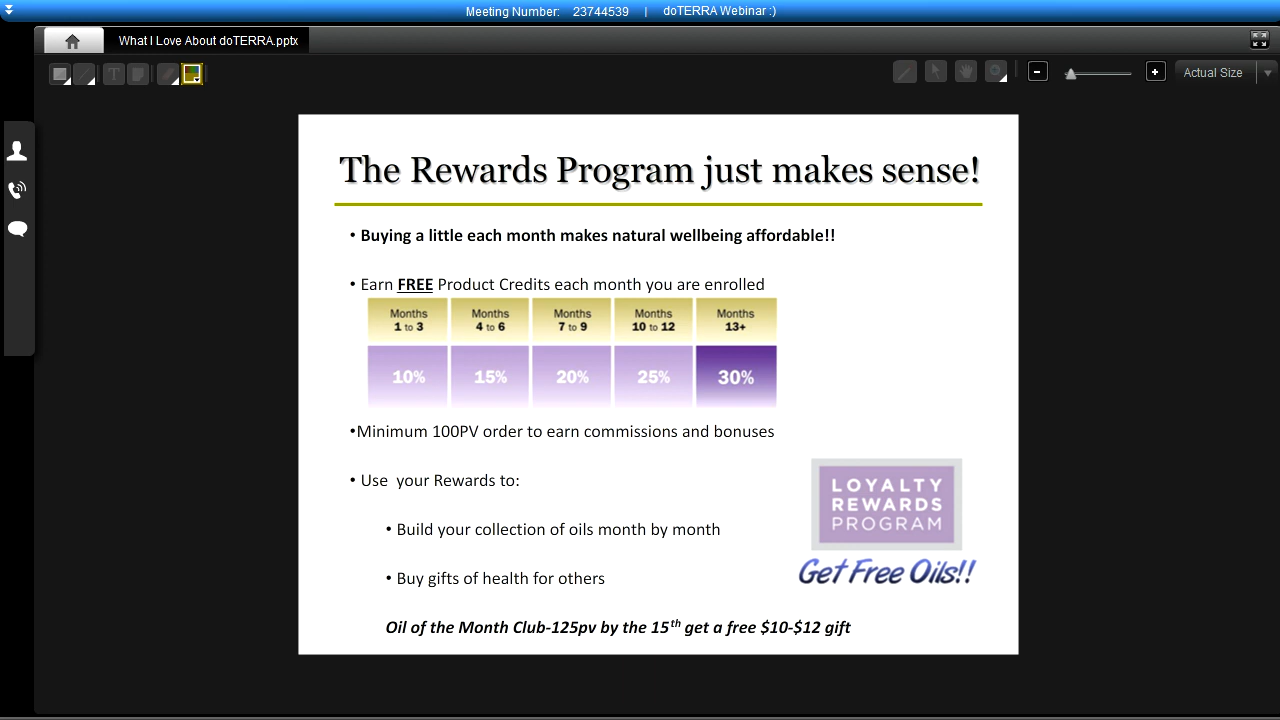 Meeting Number: 23744539 | doTERRA Webinar :)
What I Love About doTERRA.pptx
T
Actual Size
The Rewards Program just makes sense!
• Buying a little each month makes natural wellbeing affordable!!
• Earn FREE Product Credits each month you are enrolled
Months Months Months Months Months
1 to 3 4 to 6 7 to 9 10 to 12 13+
10% 15% 20% 25% 30%
•Minimum 100PV order to earn commissions and bonuses
• Use your Rewards to:
• Build your collection of oils month by month
• Buy gifts of health for others
Oil of the Month Club-125pv by the 15th get a free $10-$12 gift
LOYALTY
REWARDS
PROGRAM
Get Free Oils!!